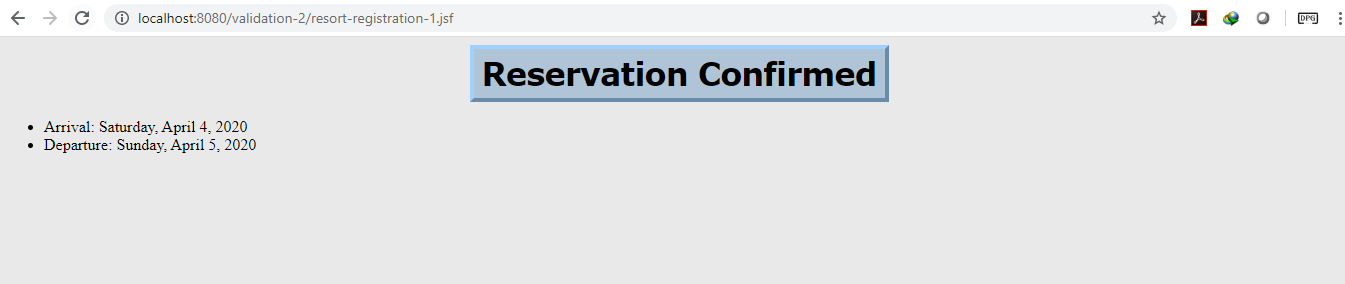 localhost:8080/validation-2/resort-registration-1.jsf
DPG
Reservation Confirmed
Arrival: Saturday, April 4, 2020
Departure: Sunday, April 5, 2020